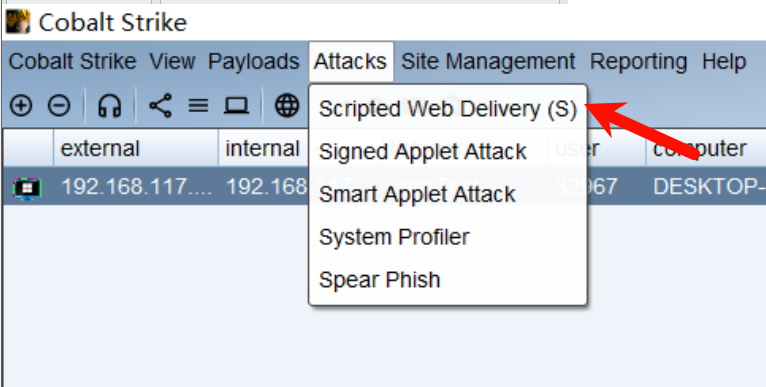 Cobalt Strike
Cobalt Strike View Payloads Attacks Site Management Reporting Help
Scripted Web Delivery (S)
external internal user computer
Signed Applet Attack
192.168.117.... 192.168 32967 DESKTOP-
Smart Applet Attack
System Profiler
Spear Phish